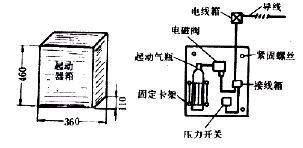 起动
器箱
460
360
110
电线箱
导线
电磁阀
起动气瓶
紧固螺丝
固定卡架
接线箱
压力开关